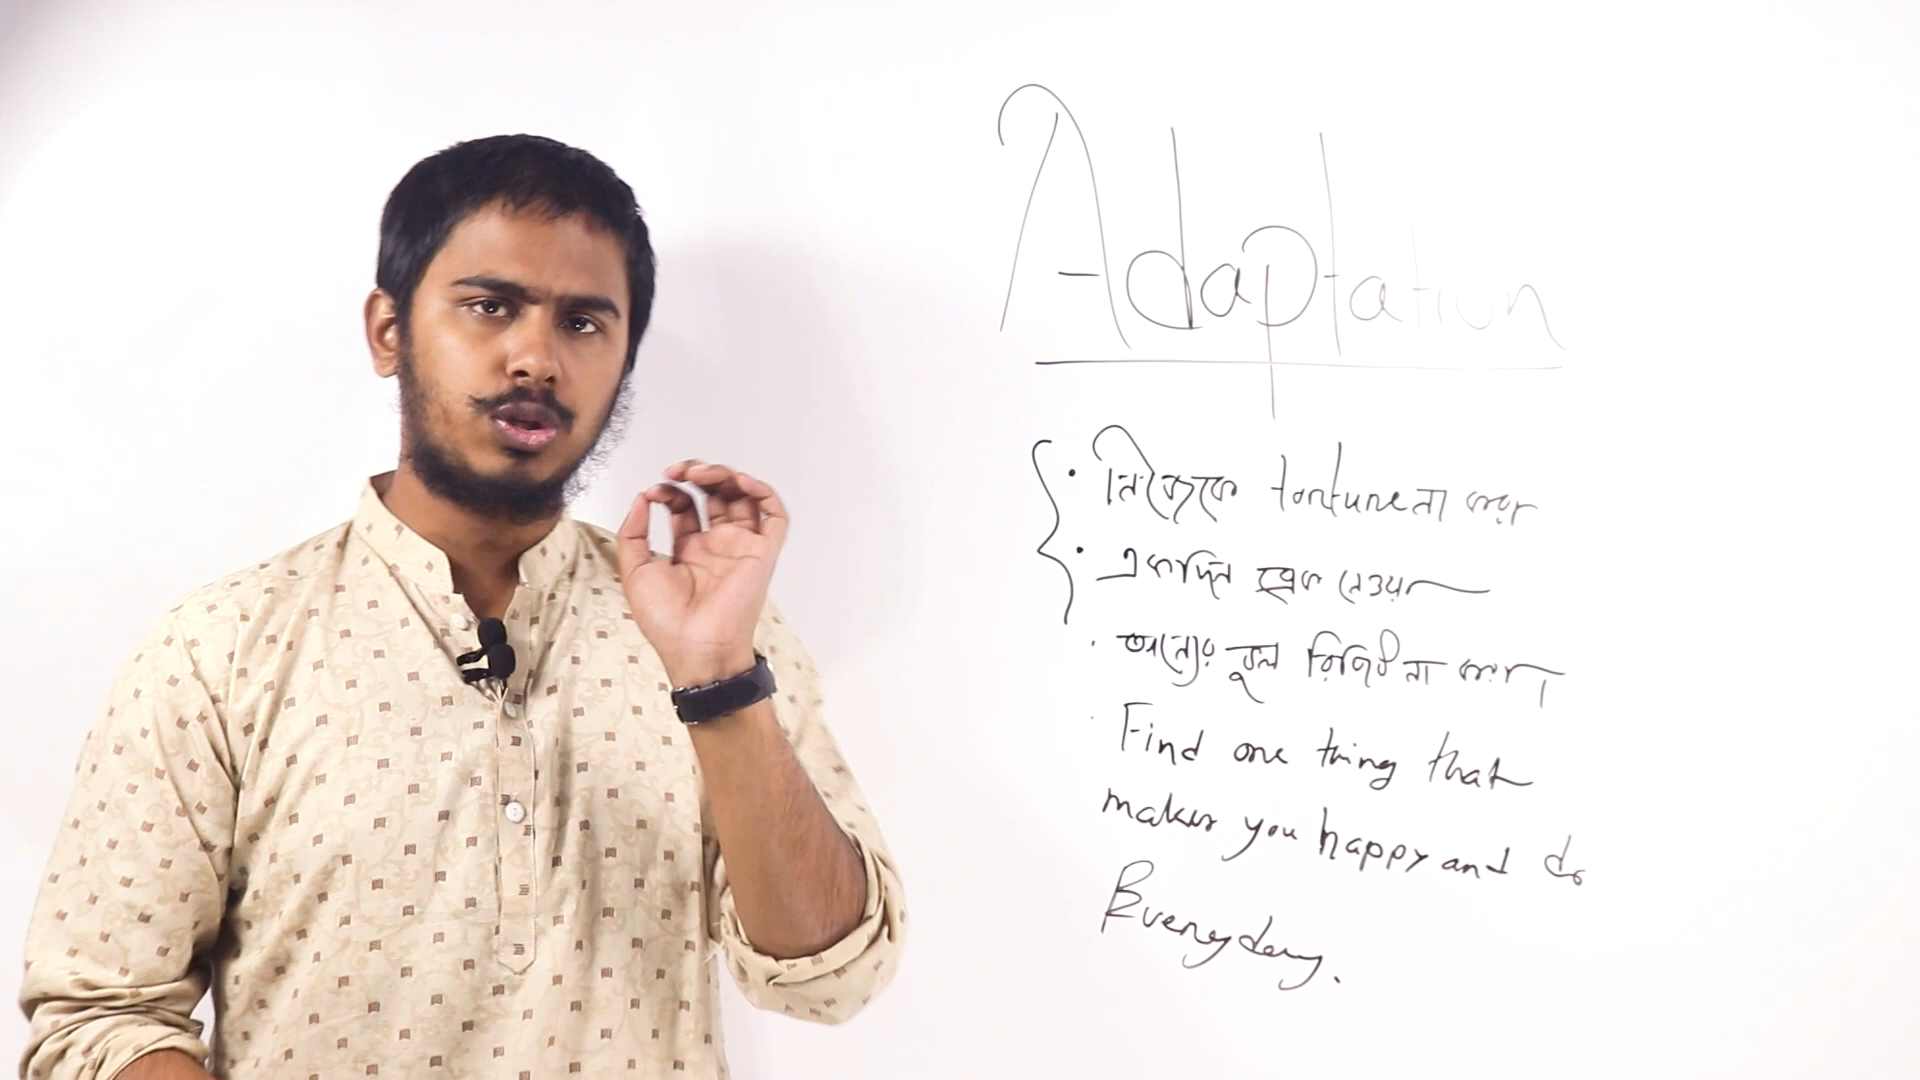 Adaptation
• নিজেকে torture না করা
• একদিন ব্রেক নেওয়া
• অন্যের ভুল রিপিট না করা।
• Find one thing that
makes you happy and do
Everyday.